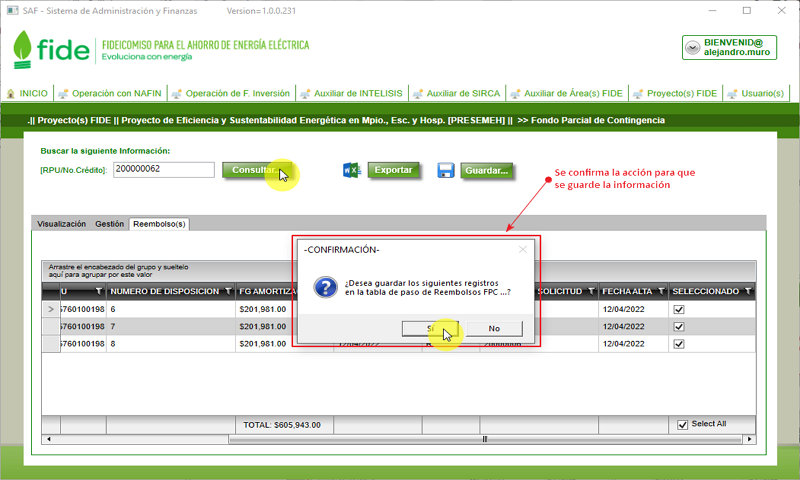 SAF - Sistema de Administración y Finanzas Version=1.0.0.231
fide FIDEICOMISO PARA EL AHORRO DE ENERGÍA ELÉCTRICA
Evoluciona con energía
BIENVENID@
alejandro.muro
INICIO Operación con NAFIN Operación de F. Inversión Auxiliar de INTELISIS Auxiliar de SIRCA Auxiliar de Área(s) FIDE Proyecto(s) FIDE Usuario(s)
.|| Proyecto(s) FIDE || Proyecto de Eficiencia y Sustentabilidad Energética en Mpio., Esc. y Hosp. [PRESEMEH] || >> Fondo Parcial de Contingencia
Buscar la siguiente Información:
[RPU/No.Crédito]: 200000062 Consultar... Exportar Guardar...
Se confirma la acción para que
se guarde la información
Visualización Gestión Reembolso(s)
-CONFIRMACIÓN-
¿Desea guardar los siguientes registros
en la tabla de paso de Reembolsos FPC ...?
Sí No
Arrastre el encabezado del grupo y sueltelo
aquí para agrupar por este valor
U NUMERO DE DISPOSICION FG AMORTIZA SOLICITUD FECHA ALTA SELECCIONADO
5760100198 6 $201,981.00 12/04/2022
5760100198 7 $201,981.00 12/04/2022
5760100198 8 $201,981.00 12/04/2022 20000006 12/04/2022
TOTAL: $605,943.00 Select All